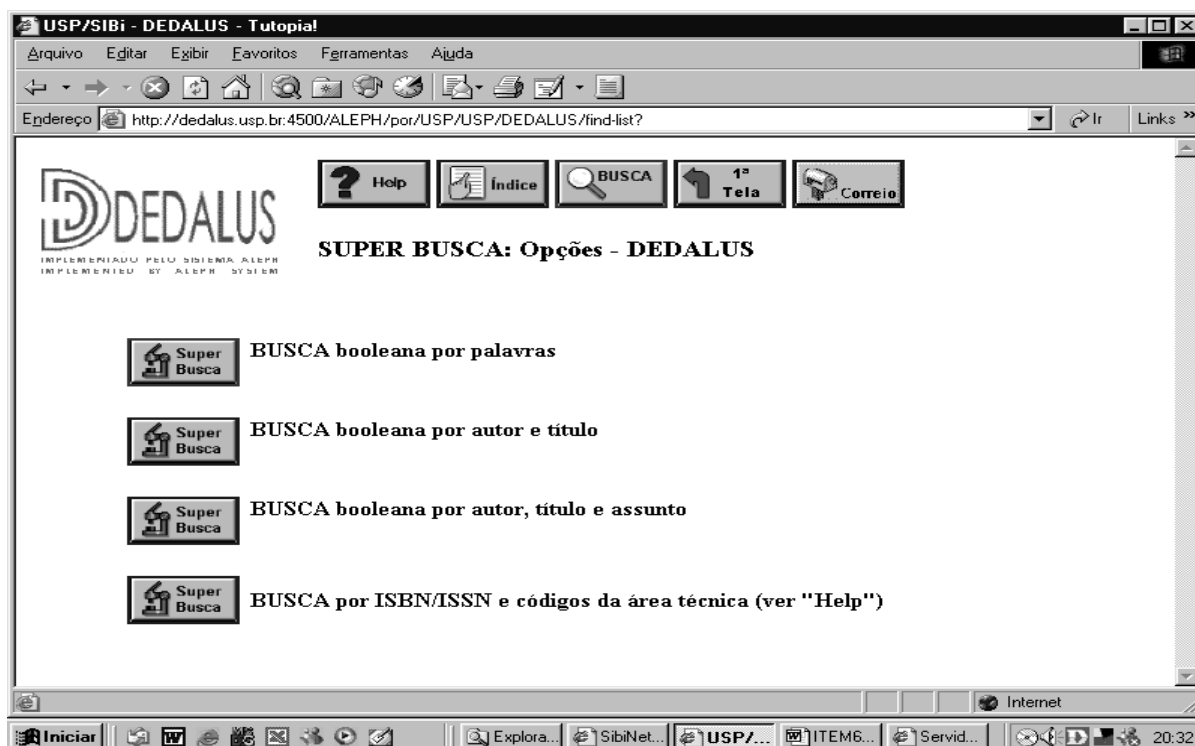 USP/SIBi - DEDALUS - Tutopia!
Arquivo Editar Exibir Favoritos Ferramentas Ajuda
Endereço http://dedalus.usp.br:4500/ALEPH/por/USP/USP/DEDALUS/find-list? Ir Links »
Help Índice BUSCA 1ª Tela Correio
DEDALUS
IMPLEMENTADO PELO SISTEMA ALEPH
IMPLEMENTED BY ALEPH SYSTEM
SUPER BUSCA: Opções - DEDALUS
Super Busca BUSCA booleana por palavras
Super Busca BUSCA booleana por autor e título
Super Busca BUSCA booleana por autor, título e assunto
Super Busca BUSCA por ISBN/ISSN e códigos da área técnica (ver "Help")
Internet
Iniciar Explora... SibiNet... USP/... ITEM6... Servid... 20:32